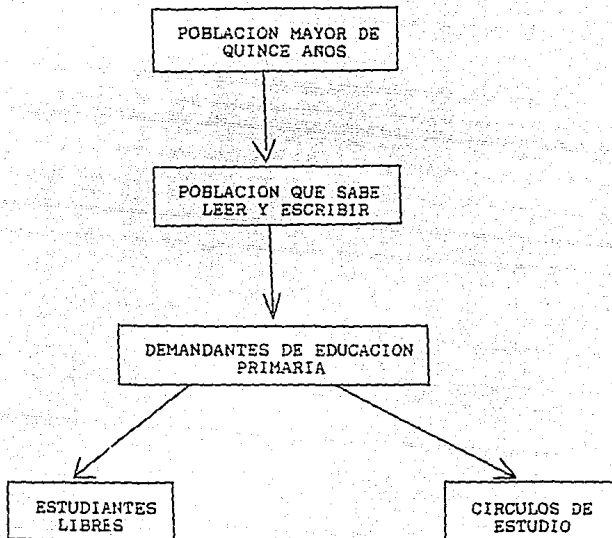 POBLACION MAYOR DE
QUINCE AÑOS
POBLACION QUE SABE
LEER Y ESCRIBIR
DEMANDANTES DE EDUCACION
PRIMARIA
ESTUDIANTES
LIBRES
CIRCULOS DE
ESTUDIO